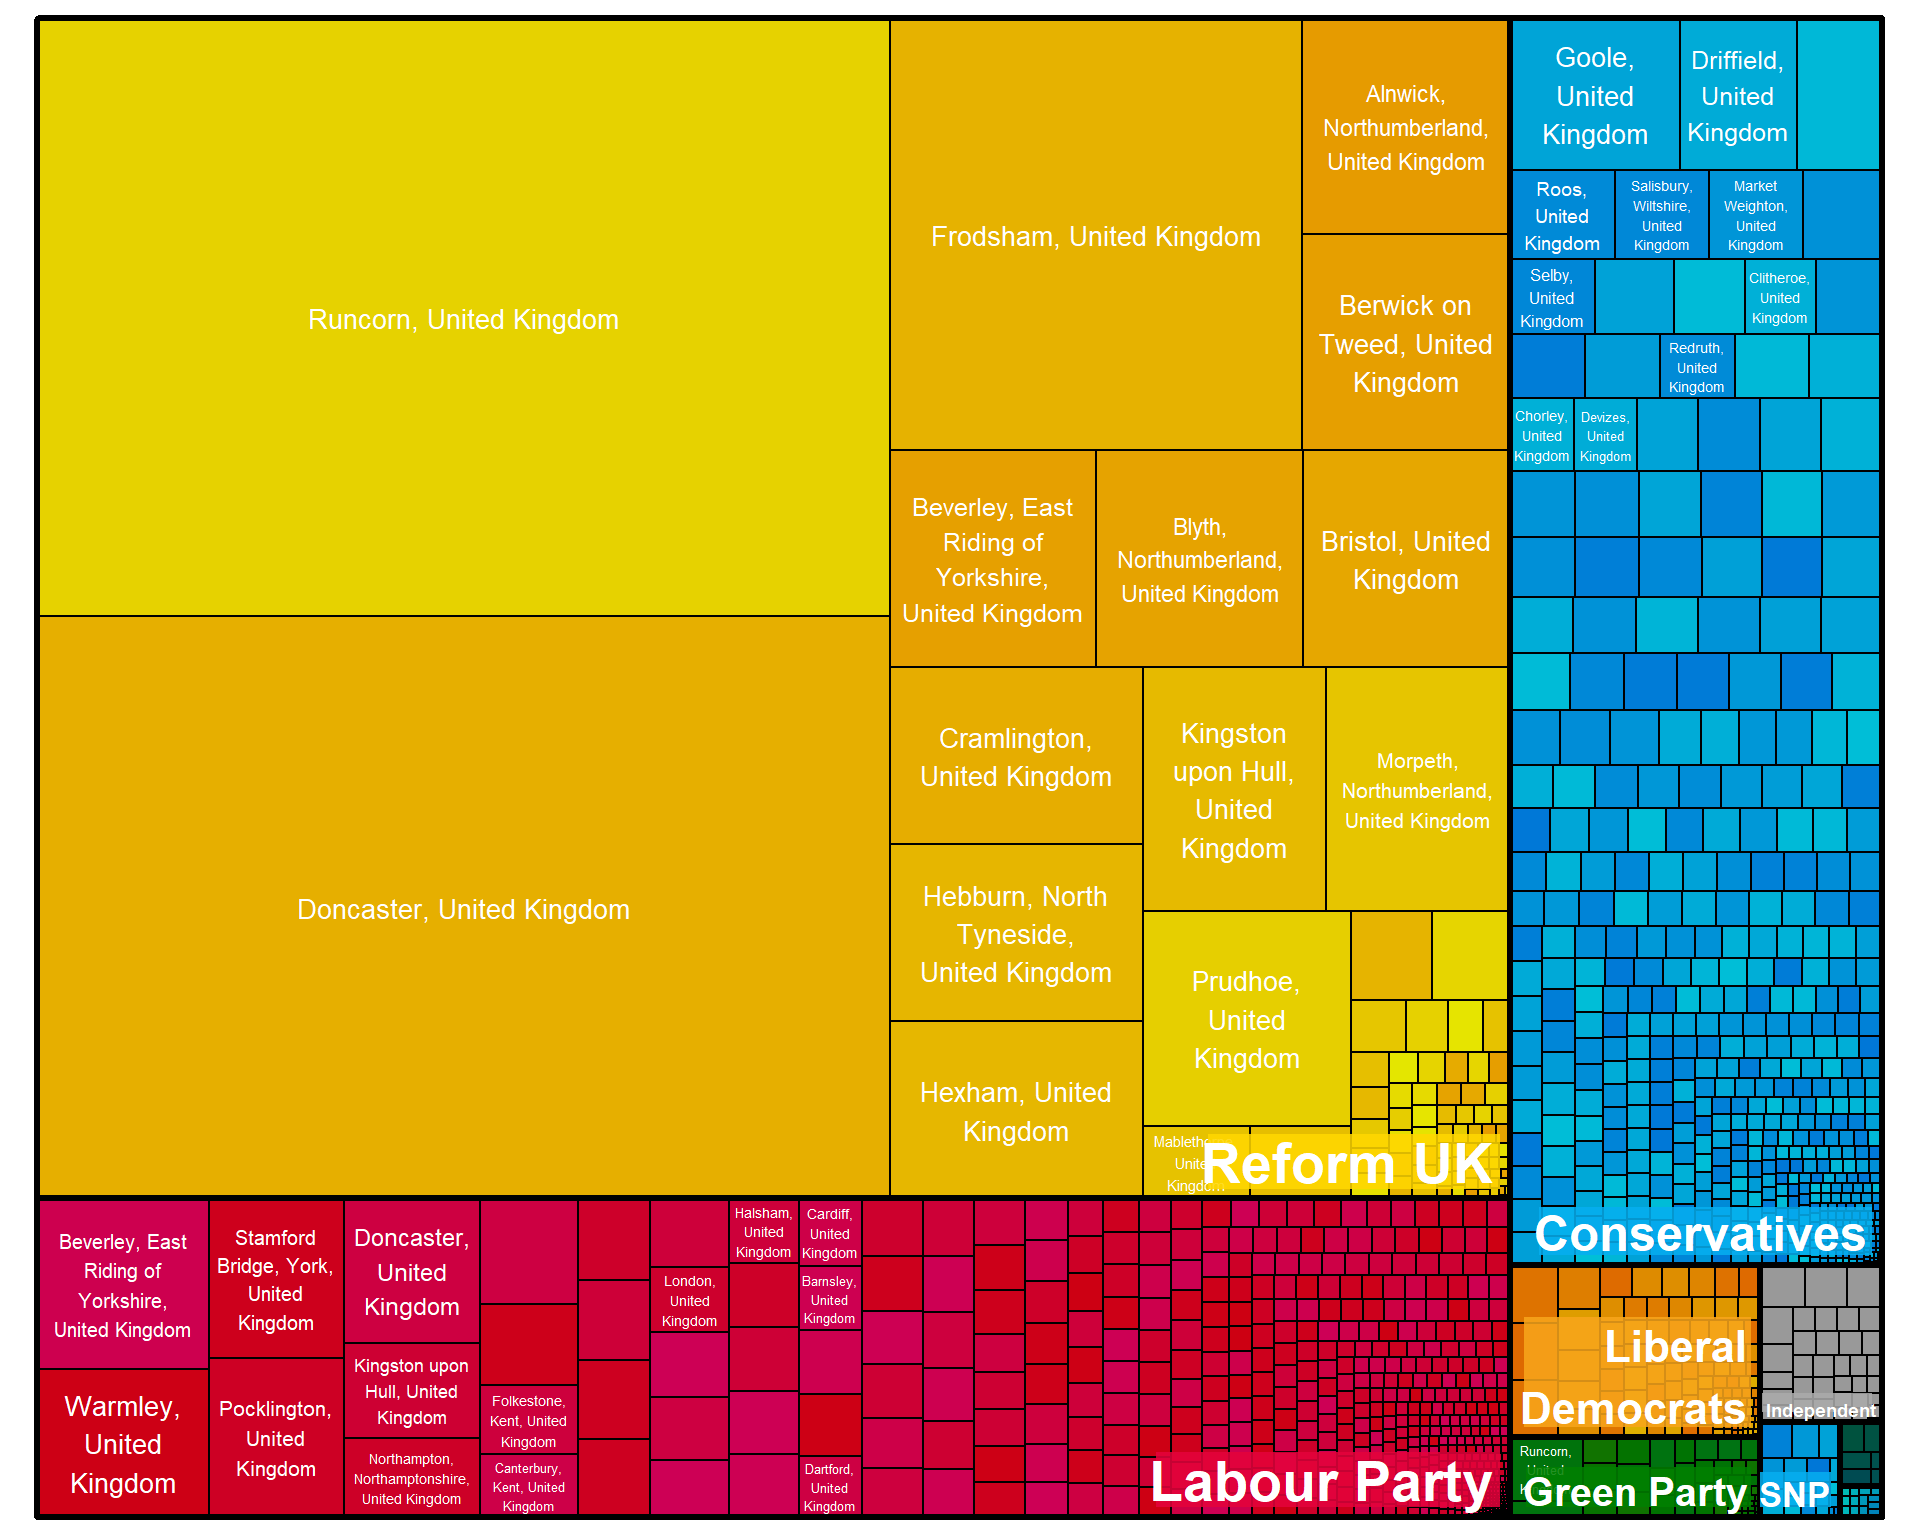 Runcorn, United Kingdom
Doncaster, United Kingdom
Frodsham, United Kingdom
Alnwick,
Northumberland,
United Kingdom
Berwick on
Tweed, United
Kingdom
Beverley, East
Riding of
Yorkshire,
United Kingdom
Blyth,
Northumberland,
United Kingdom
Bristol, United
Kingdom
Cramlington,
United Kingdom
Hebburn, North
Tyneside,
United Kingdom
Hexham, United
Kingdom
Kingston
upon Hull,
United
Kingdom
Morpeth,
Northumberland,
United Kingdom
Prudhoe,
United
Kingdom
Reform UK
Goole,
United
Kingdom
Driffield,
United
Kingdom
Roos,
United
Kingdom
Salisbury,
Wiltshire,
United
Kingdom
Market
Weighton,
United
Kingdom
Selby,
United
Kingdom
Clitheroe,
United
Kingdom
Redruth,
United
Kingdom
Chorley,
United
Kingdom
Devizes,
United
Kingdom
Conservatives
Beverley, East
Riding of
Yorkshire,
United Kingdom
Warmley,
United
Kingdom
Stamford
Bridge, York,
United
Kingdom
Pocklington,
United
Kingdom
Doncaster,
United
Kingdom
Kingston upon
Hull, United
Kingdom
Northampton,
Northamptonshire,
United Kingdom
Folkestone,
Kent, United
Kingdom
Canterbury,
Kent, United
Kingdom
London,
United
Kingdom
Halsham,
United
Kingdom
Cardiff,
United
Kingdom
Barnsley,
United
Kingdom
Dartford,
United
Kingdom
Labour Party
Liberal
Democrats
Independent
Runcorn,
United
Green Party
SNP